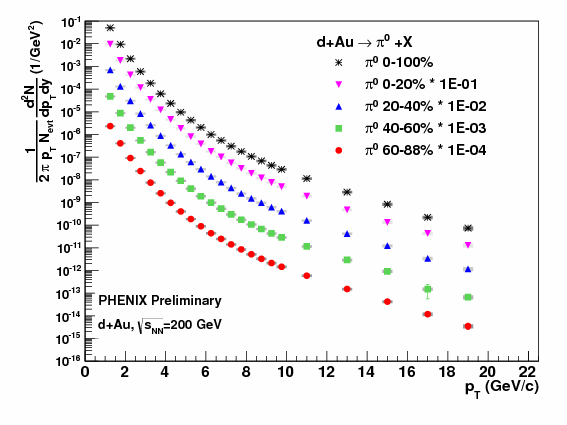 1/(2 π p_T N_evt) d²N/(dp_T dy) (1/GeV²)
10⁻¹
10⁻²
10⁻³
10⁻⁴
10⁻⁵
10⁻⁶
10⁻⁷
10⁻⁸
10⁻⁹
10⁻¹⁰
10⁻¹¹
10⁻¹²
10⁻¹³
10⁻¹⁴
10⁻¹⁵
10⁻¹⁶
d+Au → π⁰ +X
π⁰ 0-100%
π⁰ 0-20% * 1E-01
π⁰ 20-40% * 1E-02
π⁰ 40-60% * 1E-03
π⁰ 60-88% * 1E-04
PHENIX Preliminary
d+Au, √s_NN=200 GeV
0 2 4 6 8 10 12 14 16 18 20 22
p_T (GeV/c)